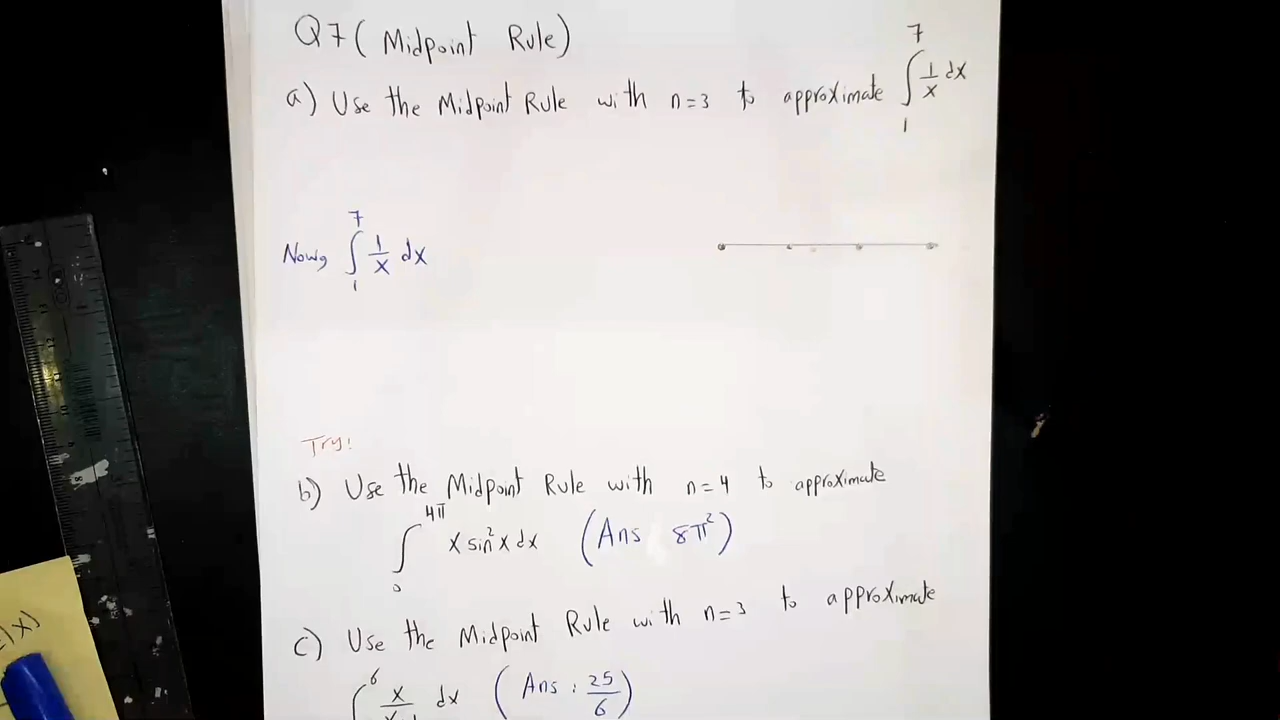 Q7 (Midpoint Rule)
a) Use the Midpoint Rule with n=3 to approximate ∫₁⁷ 1/x dx
Now, ∫₁⁷ 1/x dx
Try!
b) Use the Midpoint Rule with n=4 to approximate
∫₀^4π x sin²x dx (Ans 8π²)
c) Use the Midpoint Rule with n=3 to approximate
∫⁶ x dx (Ans: 25/6)